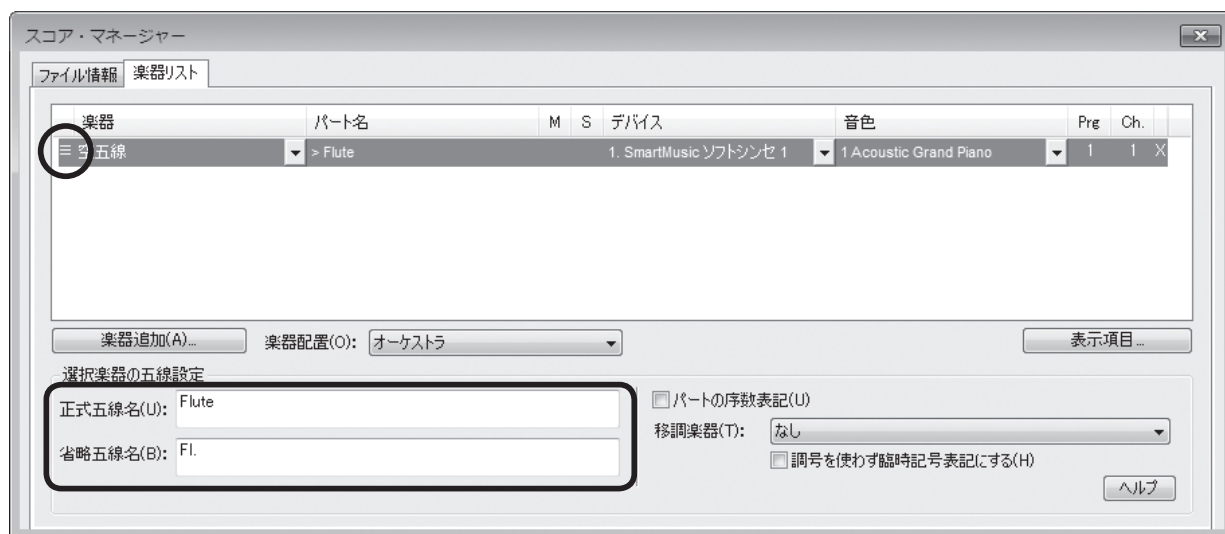 スコア・マネージャー
ファイル情報 楽器リスト
楽器 パート名 M S デバイス 音色 Prg Ch.
空五線 > Flute 1. SmartMusic ソフトシンセ 1 1 Acoustic Grand Piano 1 1 X
楽器追加(A)... 楽器配置(O): オーケストラ 表示項目...
選択楽器の五線設定
正式五線名(U): Flute パートの序数表記(U)
移調楽器(T): なし
省略五線名(B): Fl. 調号を使わず臨時記号表記にする(H)
ヘルプ